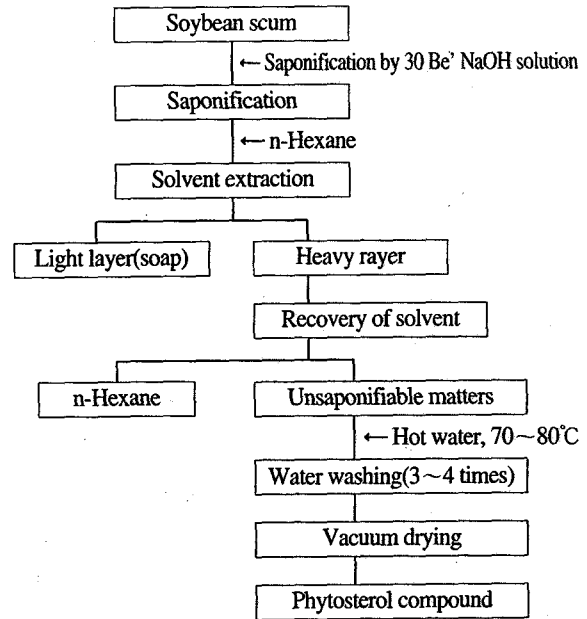 Soybean scum
← Saponification by 30 Be' NaOH solution
Saponification
← n-Hexane
Solvent extraction
Light layer(soap)
Heavy rayer
Recovery of solvent
n-Hexane
Unsaponifiable matters
← Hot water, 70～80℃
Water washing(3～4 times)
Vacuum drying
Phytosterol compound